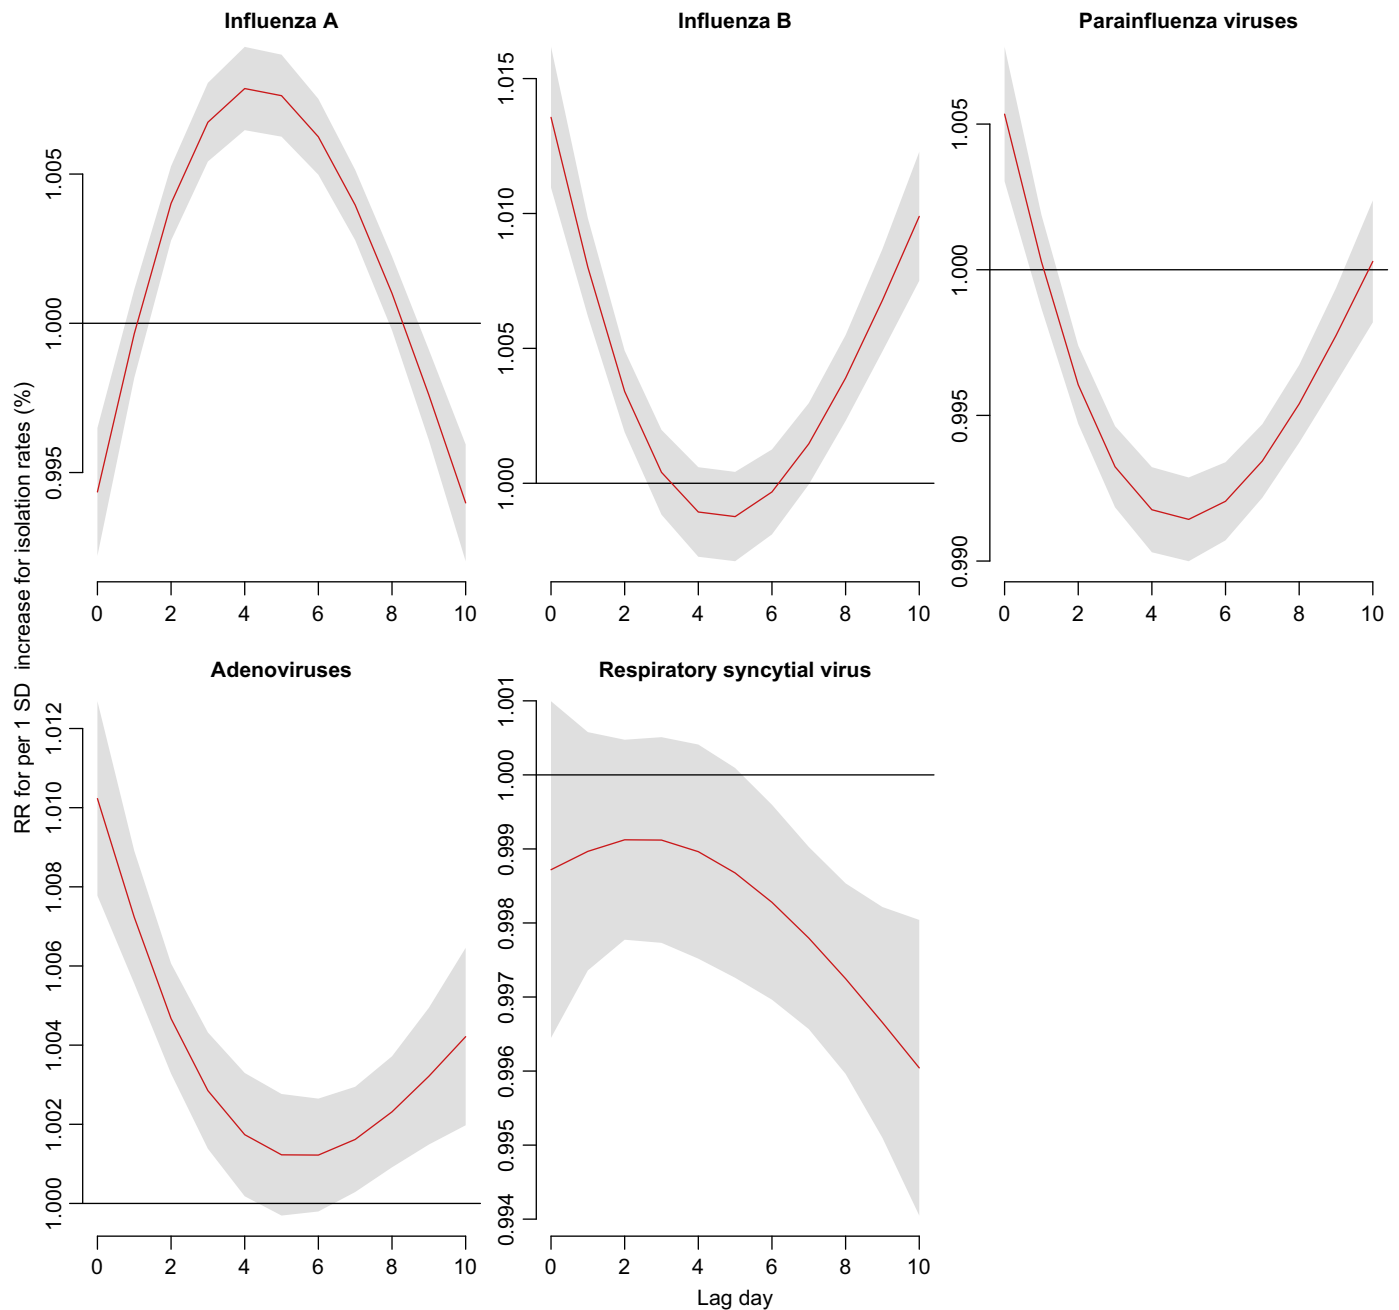 Influenza A
1.005
1.000
0.995
0 2 4 6 8 10
Influenza B
1.015
1.010
1.005
1.000
0 2 4 6 8 10
Parainfluenza viruses
1.005
1.000
0.995
0.990
0 2 4 6 8 10
RR for per 1 SD increase for isolation rates (%)
Adenoviruses
1.012
1.010
1.008
1.006
1.004
1.002
1.000
0 2 4 6 8 10
Respiratory syncytial virus
1.001
1.000
0.999
0.998
0.997
0.996
0.995
0.994
0 2 4 6 8 10
Lag day